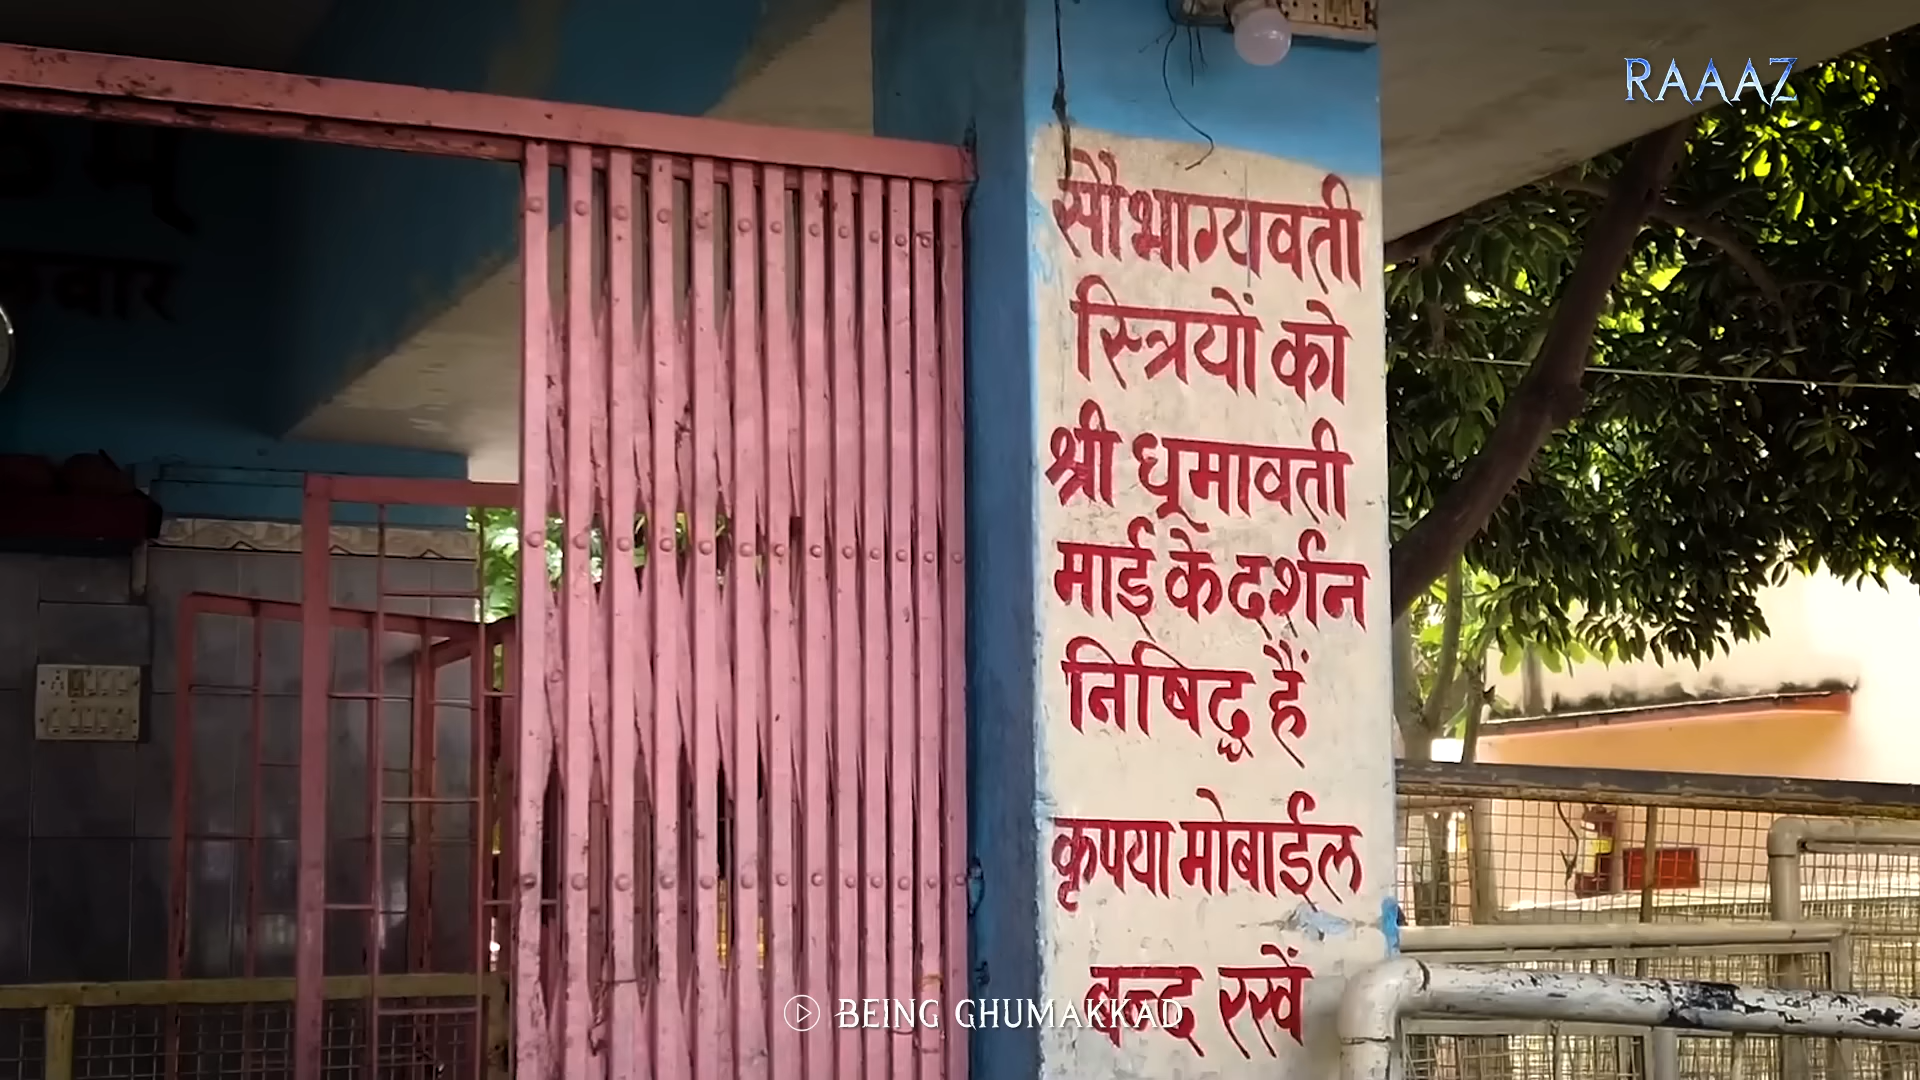 RAAAZ
सौभाग्यवती
स्त्रियों को
श्री धूमावती
माई के दर्शन
निषिद्ध हैं
कृपया मोबाईल
बन्द रखें
BEING GHUMAKKAD